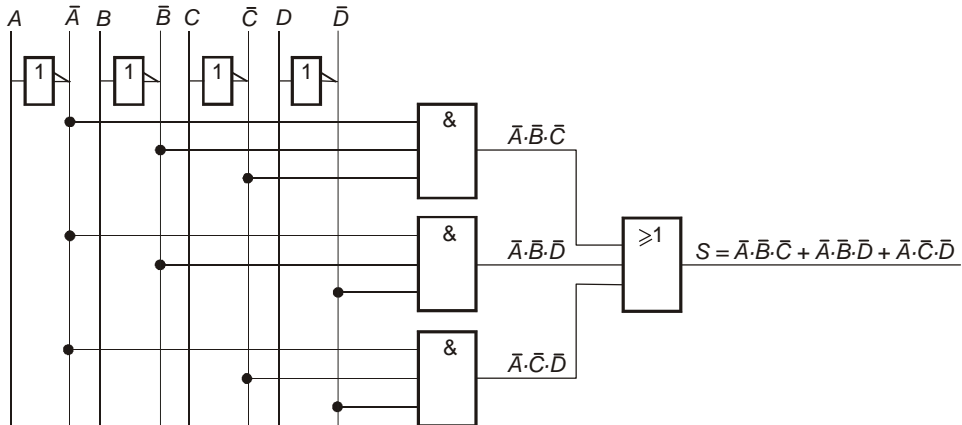 A Ā B B̄ C C̄ D D̄
1 1 1 1
&
Ā·B̄·C̄
&
Ā·B̄·D̄
≥1
S = Ā·B̄·C̄ + Ā·B̄·D̄ + Ā·C̄·D̄
&
Ā·C̄·D̄